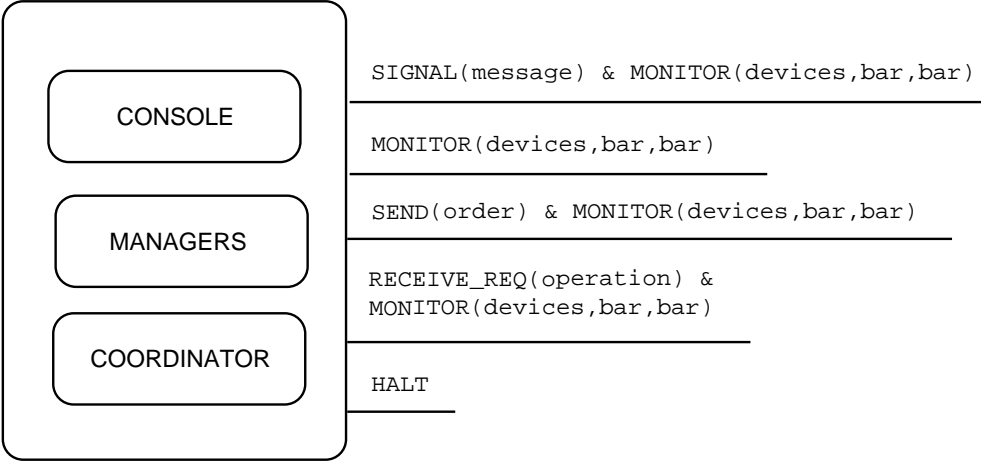 SIGNAL(message) & MONITOR(devices,bar,bar)
CONSOLE
MONITOR(devices,bar,bar)
SEND(order) & MONITOR(devices,bar,bar)
MANAGERS
RECEIVE_REQ(operation) &
MONITOR(devices,bar,bar)
COORDINATOR
HALT